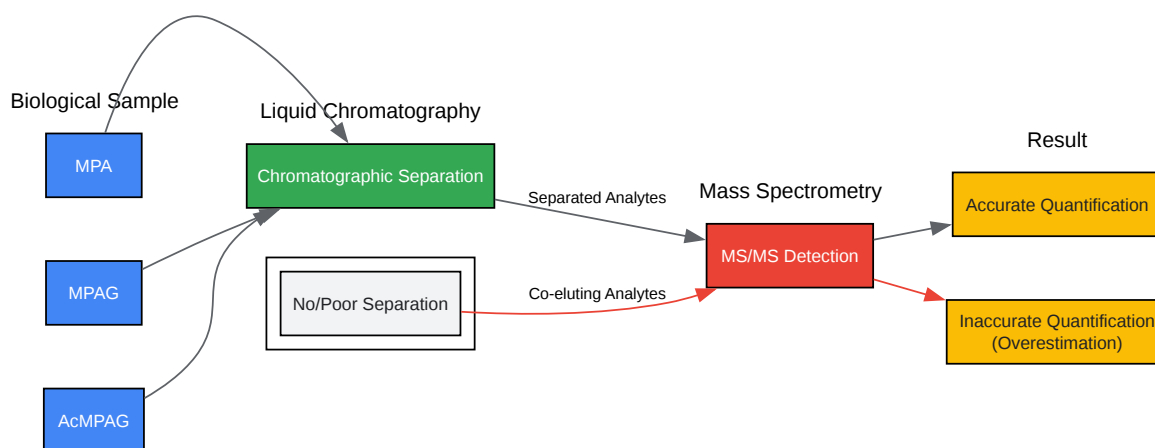 Biological Sample
MPA
MPAG
AcMPAG
Liquid Chromatography
Chromatographic Separation
No/Poor Separation
Separated Analytes
Co-eluting Analytes
Mass Spectrometry
MS/MS Detection
Result
Accurate Quantification
Inaccurate Quantification
(Overestimation)